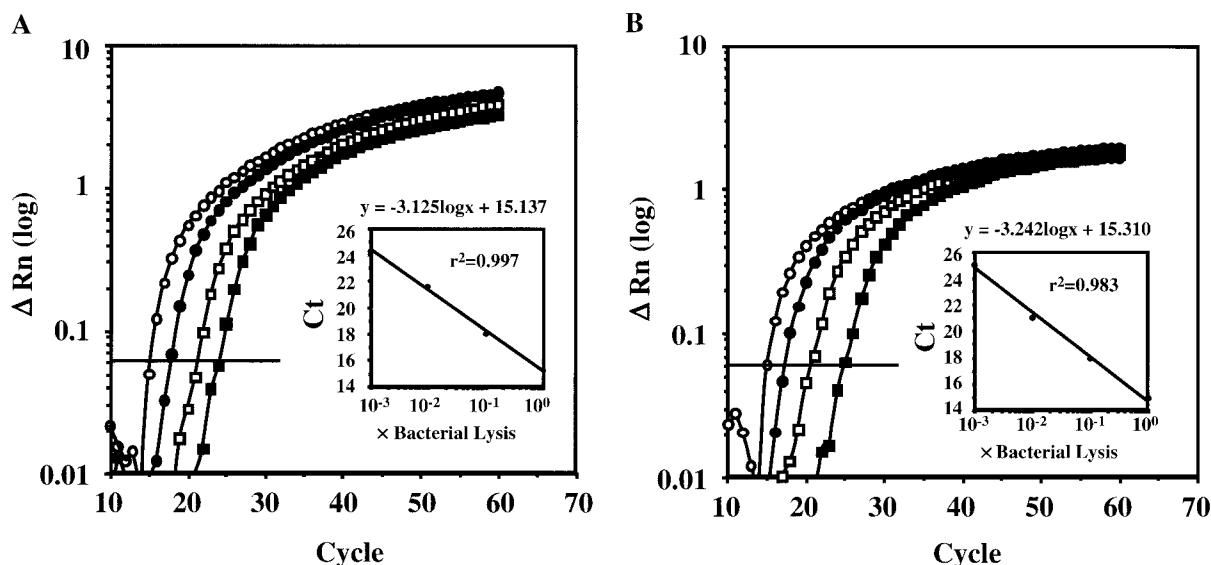 A
10
1
0.1
0.01
Δ Rn (log)
10 20 30 40 50 60 70
Cycle
y = -3.125logx + 15.137
r²=0.997
26
24
22
20
18
16
14
Ct
10⁻³ 10⁻² 10⁻¹ 10⁰
× Bacterial Lysis
B
10
1
0.1
0.01
Δ Rn (log)
10 20 30 40 50 60 70
Cycle
y = -3.242logx + 15.310
r²=0.983
26
24
22
20
18
16
14
Ct
10⁻³ 10⁻² 10⁻¹ 10⁰
× Bacterial Lysis